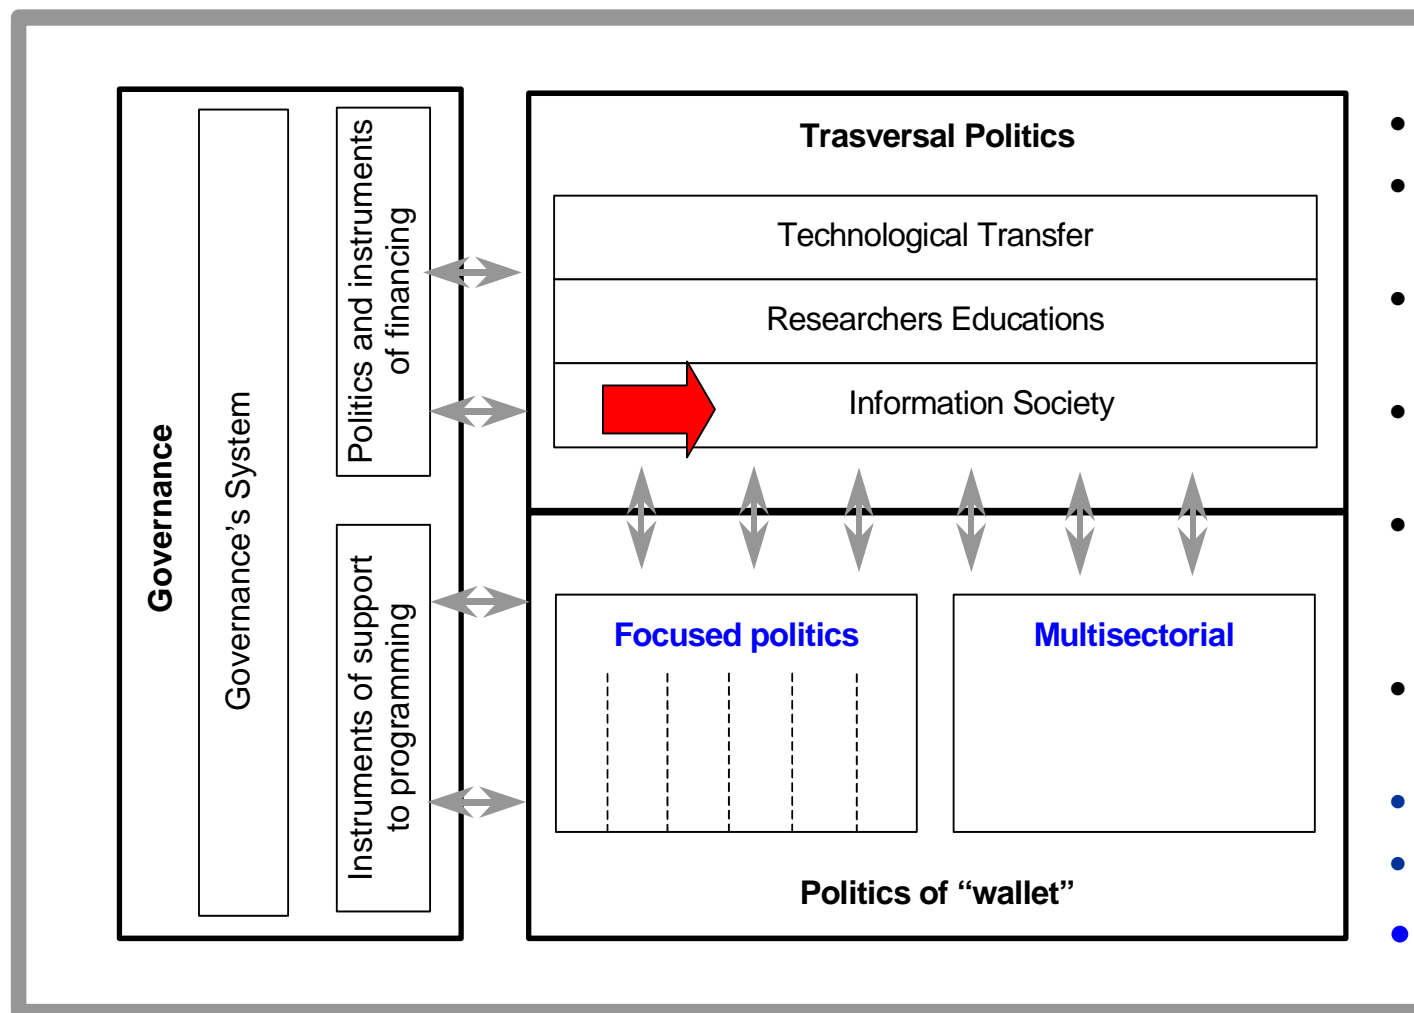 Governance
Governance's System
Politics and instruments
of financing
Instruments of support
to programming
Trasversal Politics
Technological Transfer
Researchers Educations
Information Society
Focused politics
Multisectorial
Politics of “wallet”